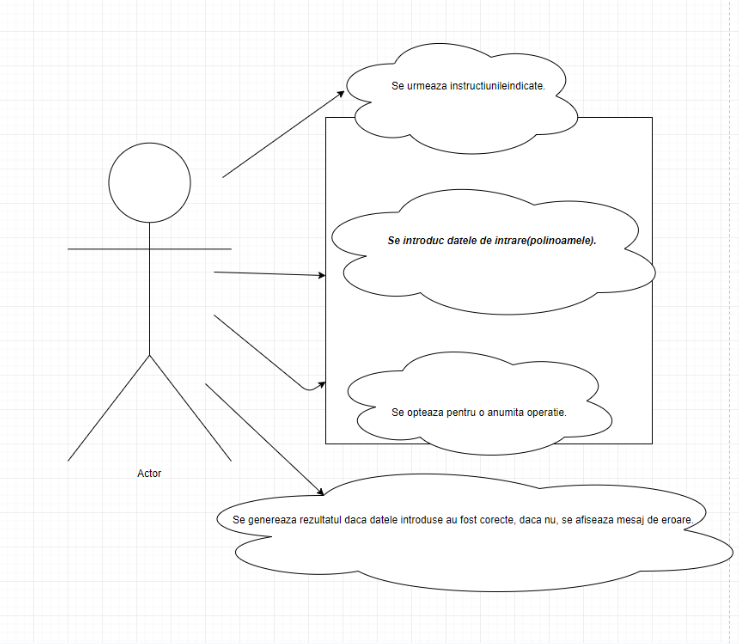 Se urmeaza instructiunileindicate.
Se introduc datele de intrare(polinoamele).
Se opteaza pentru o anumita operatie.
Actor
Se genereaza rezultatul daca datele introduse au fost corecte, daca nu, se afiseaza mesaj de eroare.